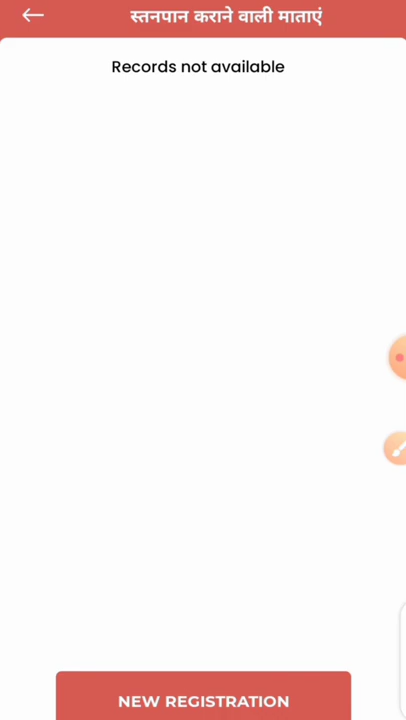 स्तनपान कराने वाली माताएं
Records not available
NEW REGISTRATION